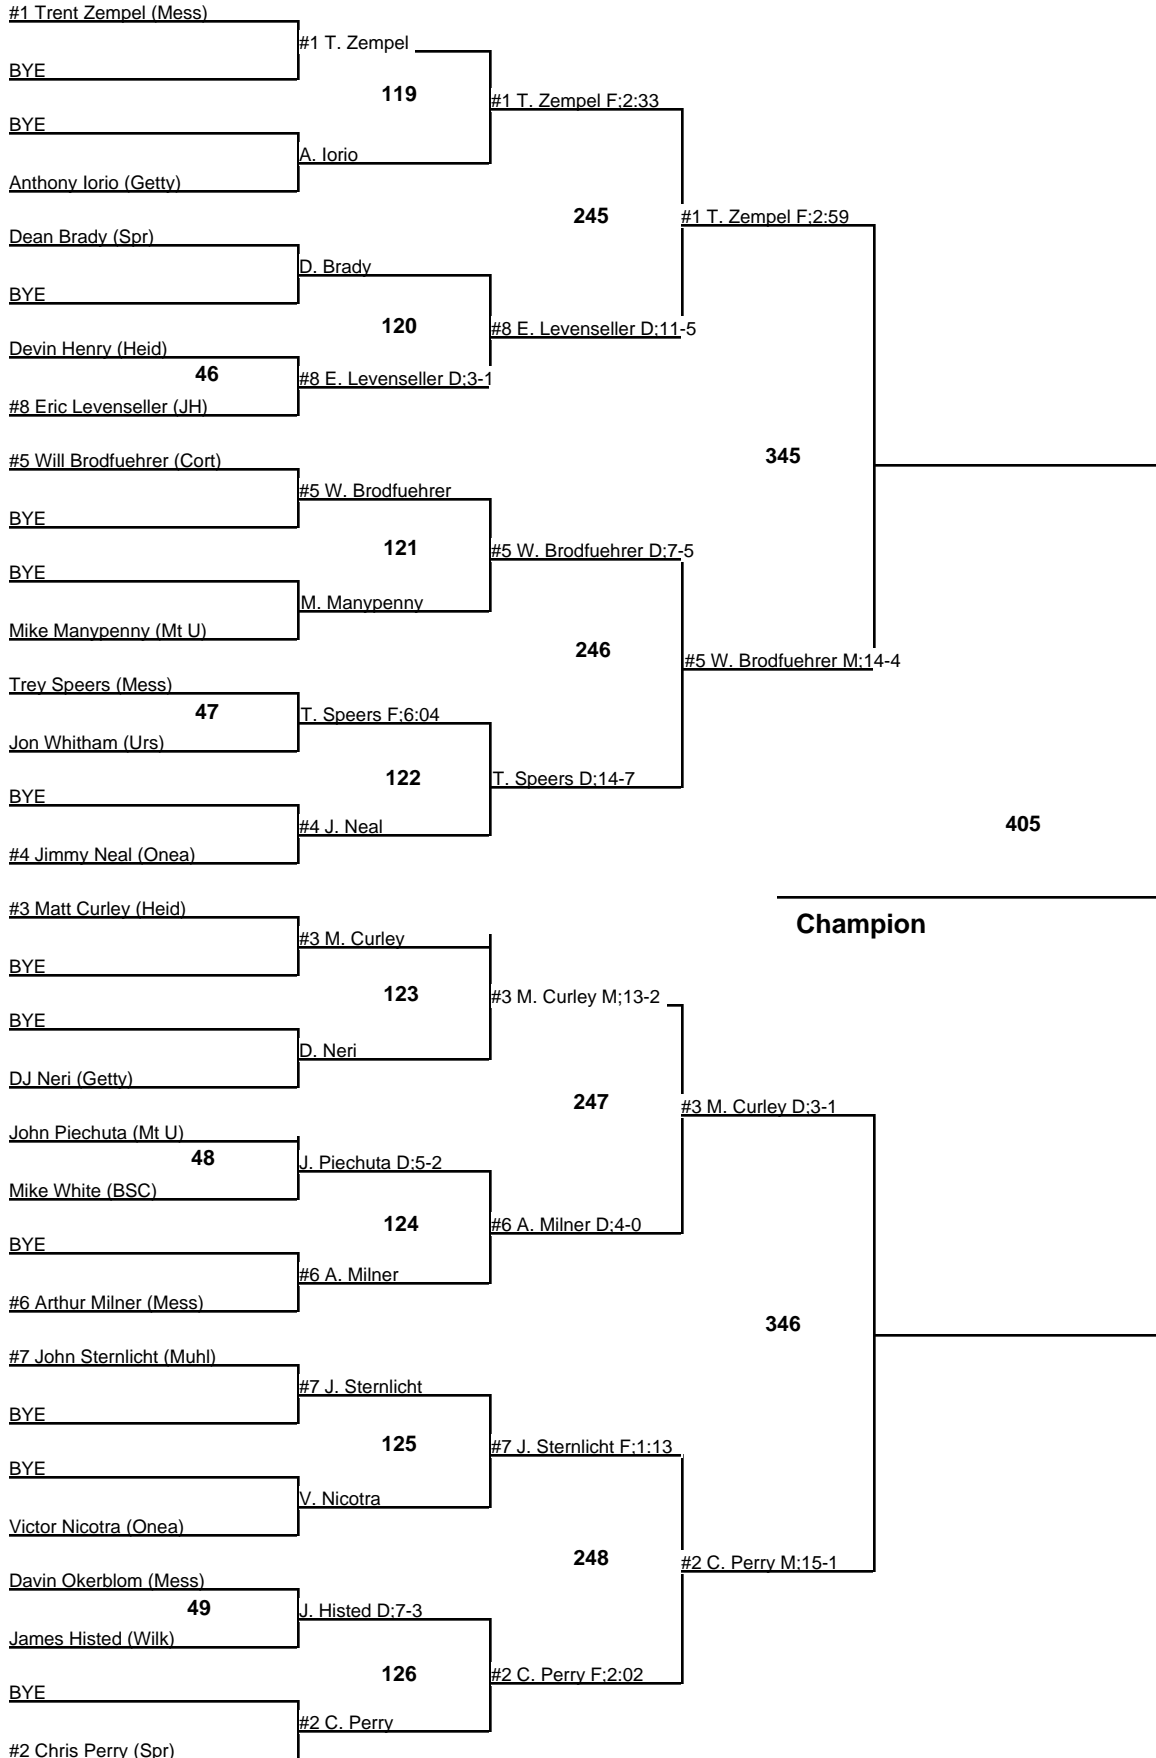 #1 Trent Zempel (Mess)
#1 T. Zempel
BYE
119
#1 T. Zempel F;2:33
BYE
A. Iorio
Anthony Iorio (Getty)
245
#1 T. Zempel F;2:59
Dean Brady (Spr)
D. Brady
BYE
120
#8 E. Levenseller D;11-5
Devin Henry (Heid)
46
#8 E. Levenseller D;3-1
#8 Eric Levenseller (JH)
345
#5 Will Brodfuehrer (Cort)
#5 W. Brodfuehrer
BYE
121
#5 W. Brodfuehrer D;7-5
BYE
M. Manypenny
Mike Manypenny (Mt U)
246
#5 W. Brodfuehrer M;14-4
Trey Speers (Mess)
47
T. Speers F;6:04
Jon Whitham (Urs)
122
T. Speers D;14-7
BYE
#4 J. Neal
405
#4 Jimmy Neal (Onea)
#3 Matt Curley (Heid)
Champion
#3 M. Curley
BYE
123
#3 M. Curley M;13-2
BYE
D. Neri
DJ Neri (Getty)
247
#3 M. Curley D;3-1
John Piechuta (Mt U)
48
J. Piechuta D;5-2
Mike White (BSC)
124
#6 A. Milner D;4-0
BYE
#6 A. Milner
#6 Arthur Milner (Mess)
346
#7 John Sternlicht (Muhl)
#7 J. Sternlicht
BYE
125
#7 J. Sternlicht F;1:13
BYE
V. Nicotra
Victor Nicotra (Onea)
248
#2 C. Perry M;15-1
Davin Okerblom (Mess)
49
J. Histed D;7-3
James Histed (Wilk)
126
#2 C. Perry F;2:02
BYE
#2 C. Perry
#2 Chris Perry (Spr)